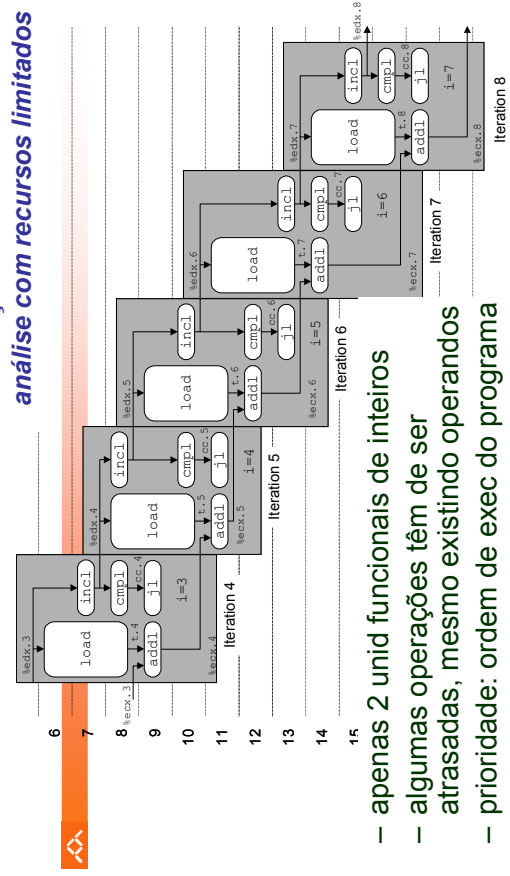 análise com recursos limitados
6
7
8
9
10
11
12
13
14
15
%edx.3
load
incl
cmpl
cc.4
jl
t.4
addl
i=3
%ecx.3
%ecx.4
Iteration 4
%edx.4
load
incl
cmpl
cc.5
jl
t.5
addl
i=4
%ecx.5
Iteration 5
%edx.5
load
incl
cmpl
cc.6
jl
t.6
addl
i=5
%ecx.6
Iteration 6
%edx.6
load
incl
cmpl
cc.7
jl
t.7
addl
i=6
%ecx.7
Iteration 7
%edx.7
load
incl
cmpl
cc.8
jl
t.8
addl
i=7
%edx.8
%ecx.8
Iteration 8
– apenas 2 unid funcionais de inteiros
– algumas operações têm de ser
atrasadas, mesmo existindo operandos
– prioridade: ordem de exec do programa